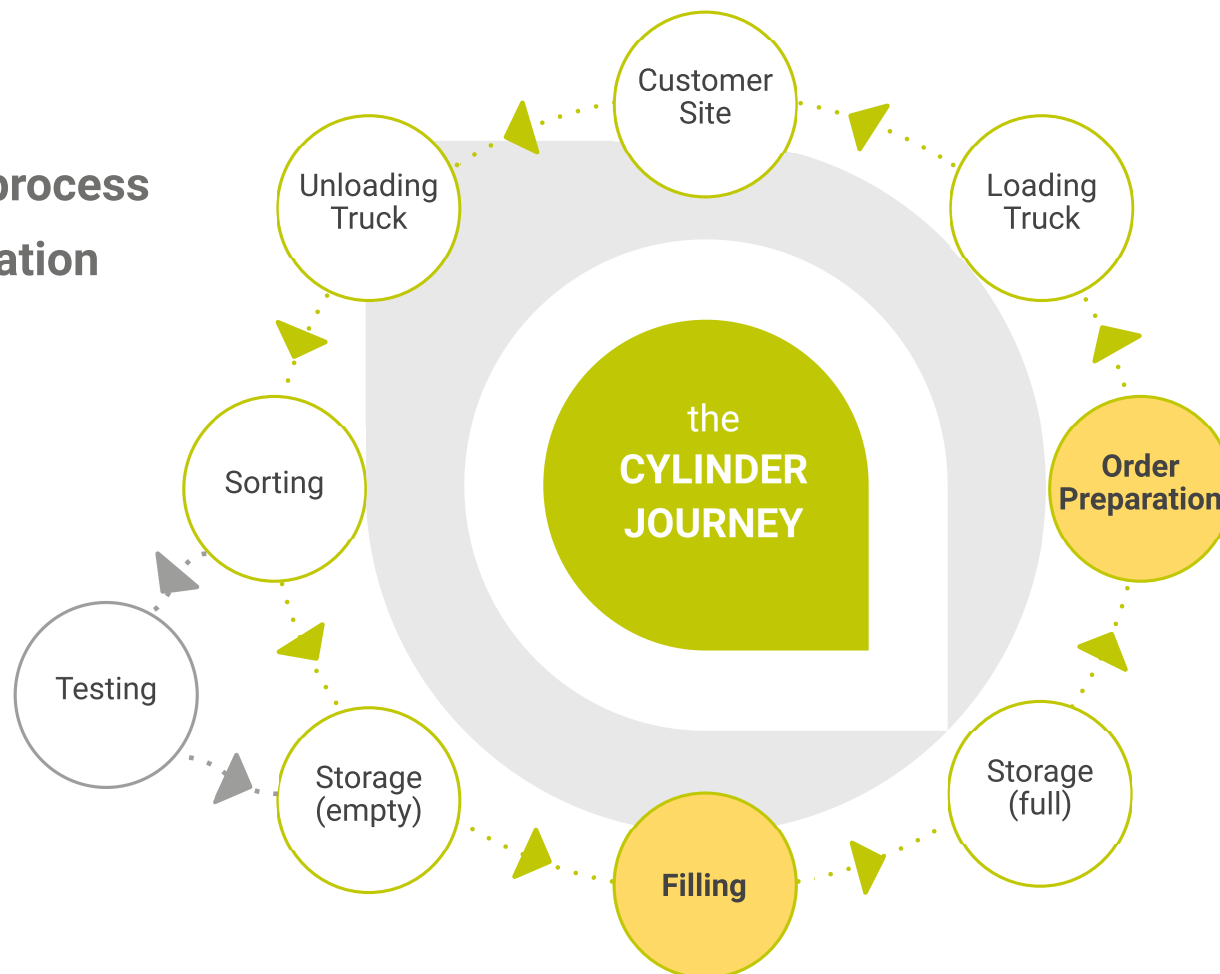 process
ation
Customer
Site
Unloading
Truck
Loading
Truck
the
CYLINDER
JOURNEY
Sorting
Order
Preparation
Testing
Storage
(empty)
Storage
(full)
Filling